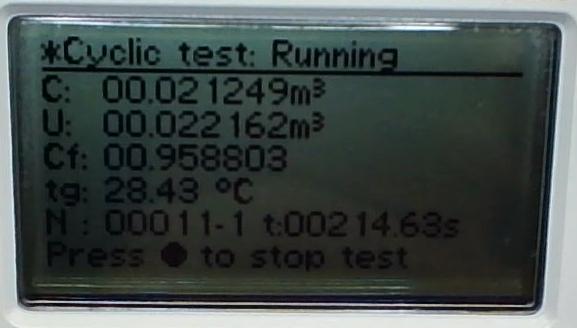 *Cyclic test: Running
C: 00.021249m³
U: 00.022162m³
Cf: 00.958803
tg: 28.43 °C
N : 00011-1 t:00214.63s
Press ● to stop test